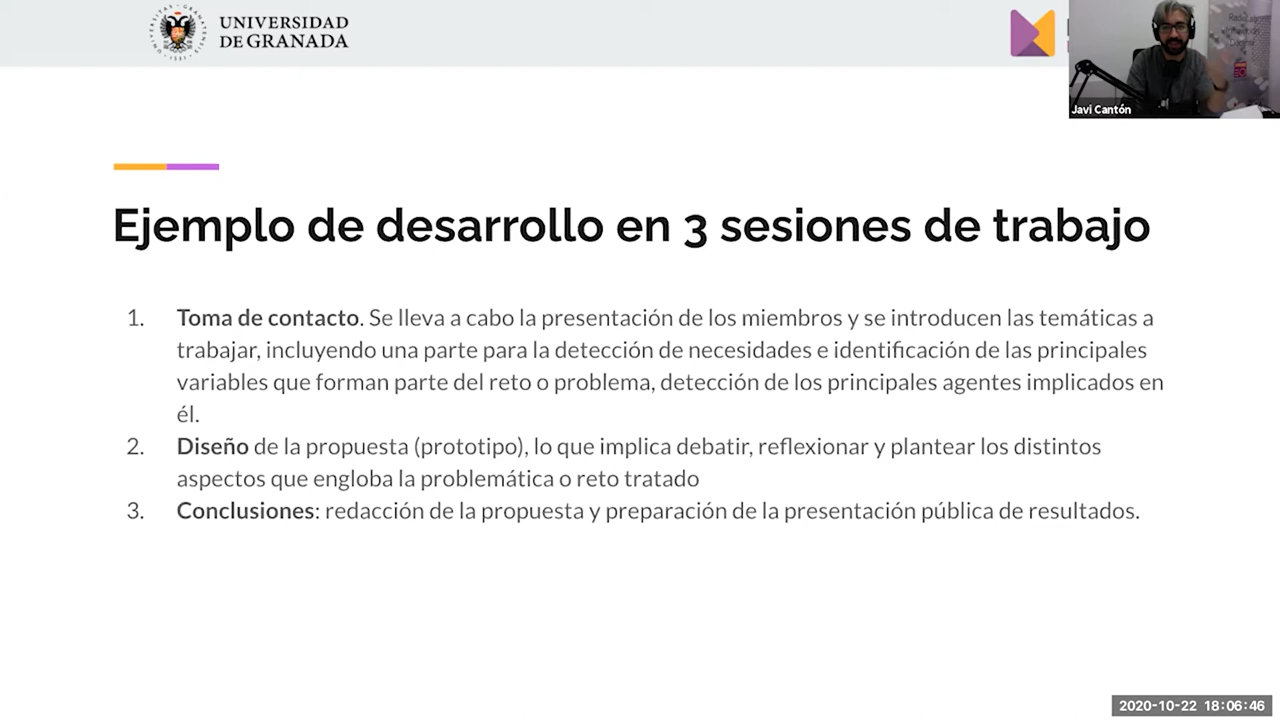 UNIVERSIDAD
DE GRANADA
Javi Cantón
Ejemplo de desarrollo en 3 sesiones de trabajo
1. Toma de contacto. Se lleva a cabo la presentación de los miembros y se introducen las temáticas a
trabajar, incluyendo una parte para la detección de necesidades e identificación de las principales
variables que forman parte del reto o problema, detección de los principales agentes implicados en
él.
2. Diseño de la propuesta (prototipo), lo que implica debatir, reflexionar y plantear los distintos
aspectos que engloba la problemática o reto tratado
3. Conclusiones: redacción de la propuesta y preparación de la presentación pública de resultados.
2020-10-22 18:06:46